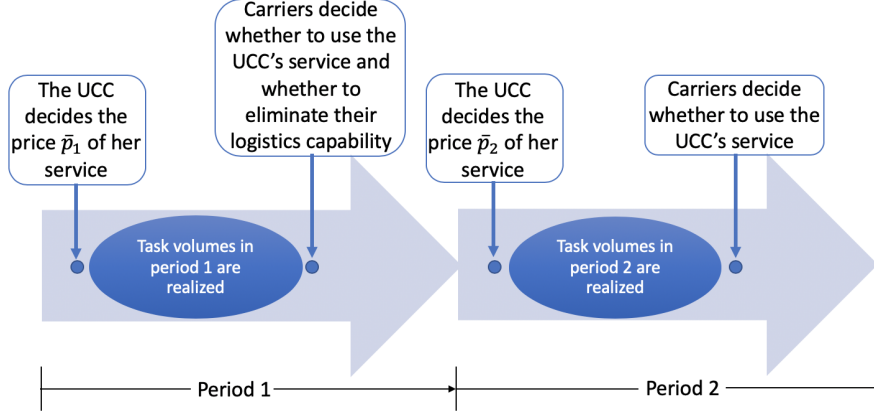 The UCC
decides the
price p̄₁ of her
service
Carriers decide
whether to use the
UCC's service and
whether to
eliminate their
logistics capability
The UCC
decides the
price p̄₂ of her
service
Carriers decide
whether to use the
UCC's service
Task volumes in
period 1 are
realized
Task volumes in
period 2 are
realized
Period 1
Period 2